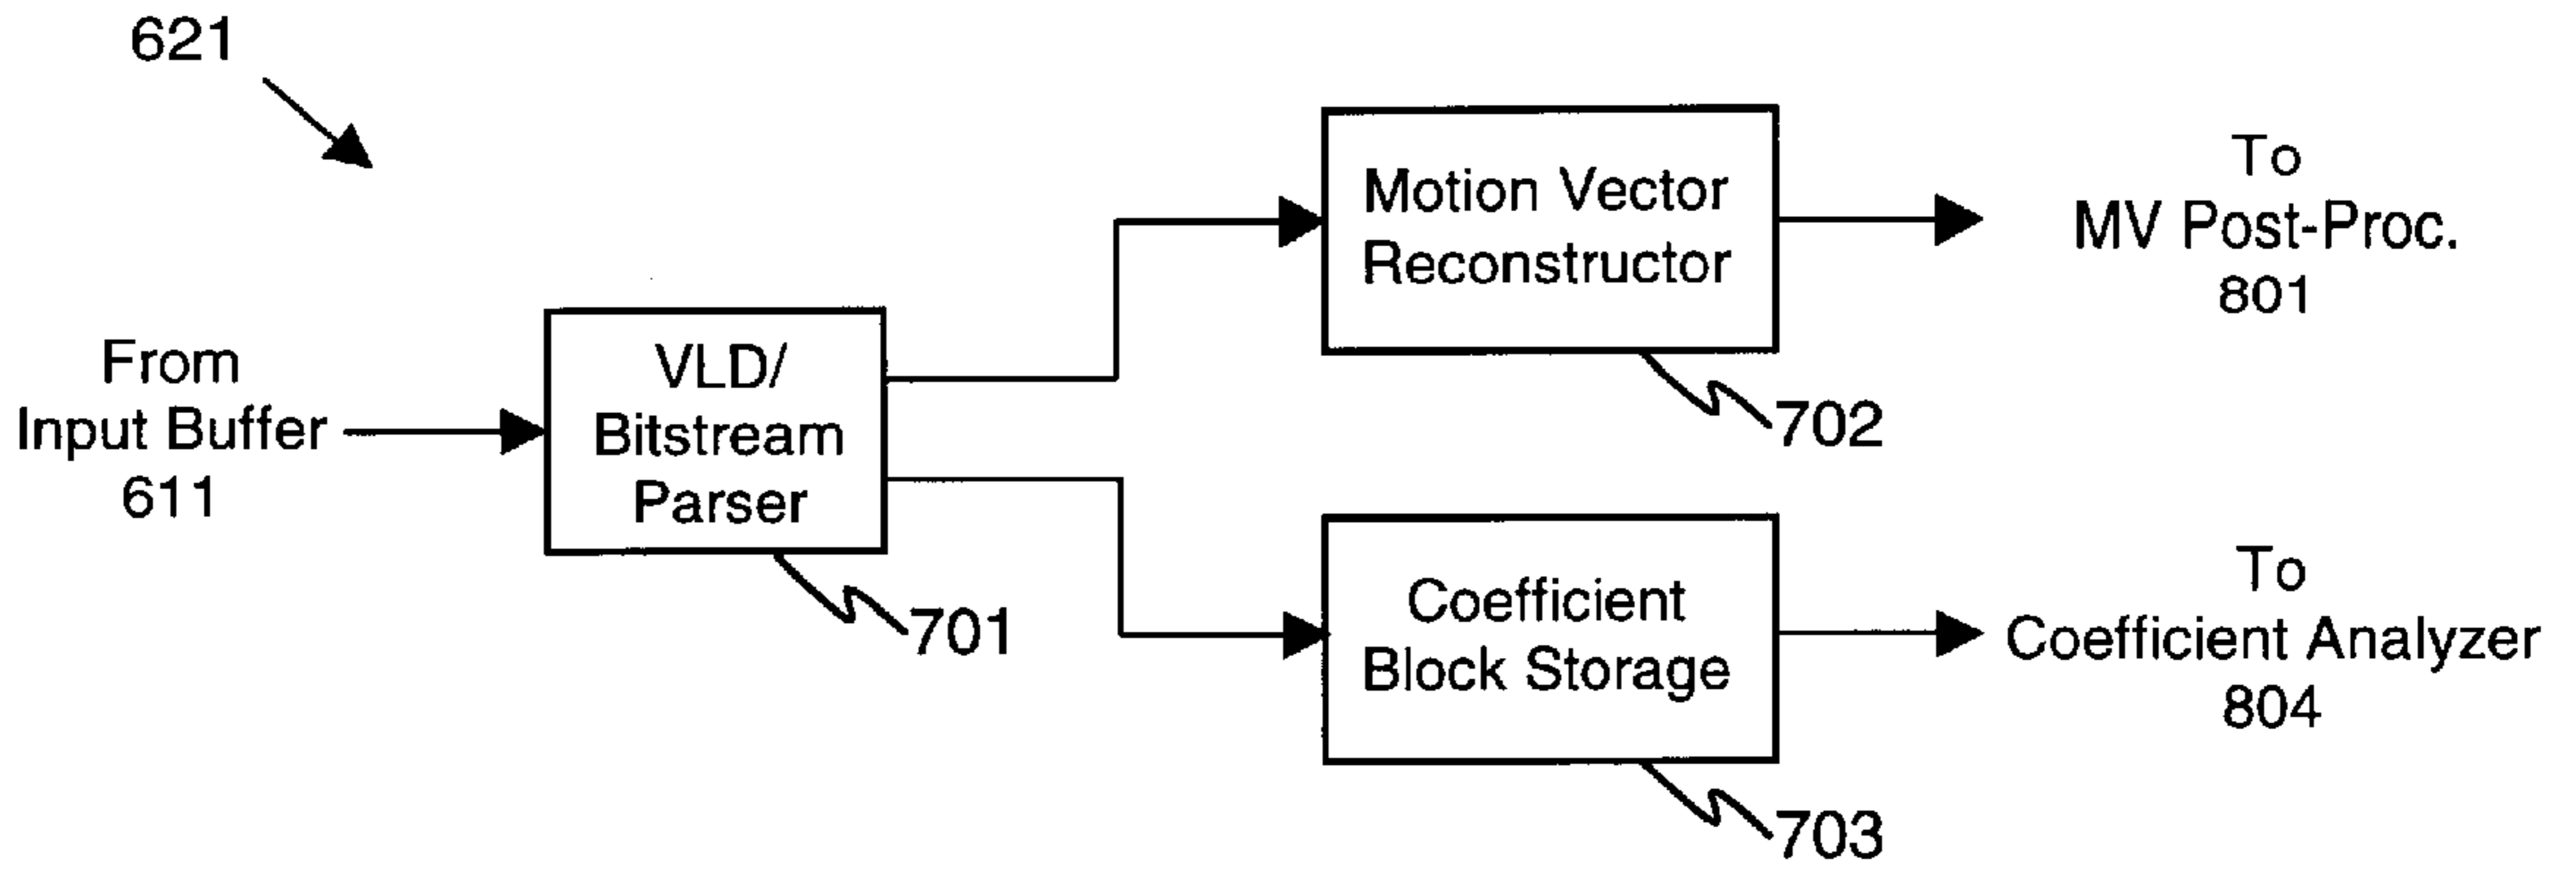 621
From
Input Buffer
611
VLD/
Bitstream
Parser
701
Motion Vector
Reconstructor
702
To
MV Post-Proc.
801
Coefficient
Block Storage
703
To
Coefficient Analyzer
804